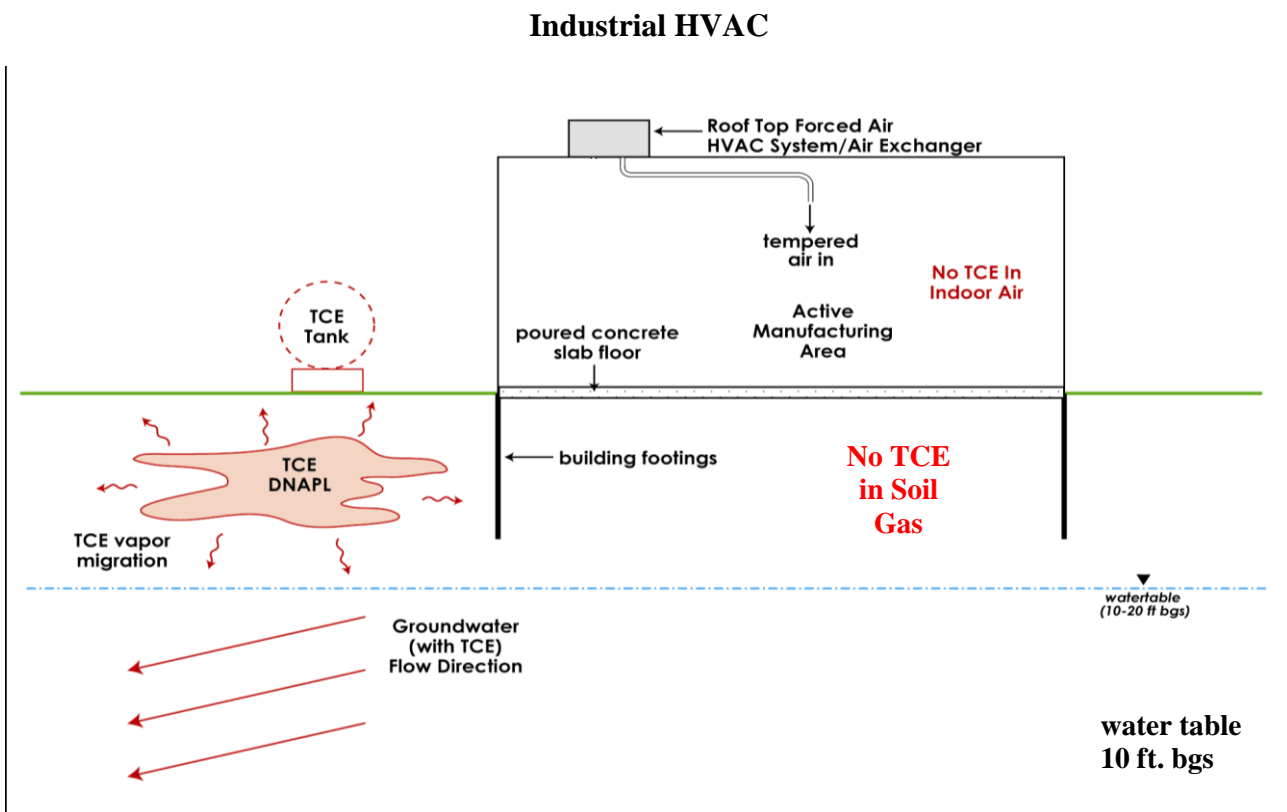 Industrial HVAC
Roof Top Forced Air
HVAC System/Air Exchanger
tempered
air in
No TCE In
Indoor Air
TCE
Tank
Active
Manufacturing
Area
poured concrete
slab floor
TCE
DNAPL
building footings
No TCE
in Soil
Gas
TCE vapor
migration
watertable
(10-20 ft bgs)
Groundwater
(with TCE)
Flow Direction
water table
10 ft. bgs